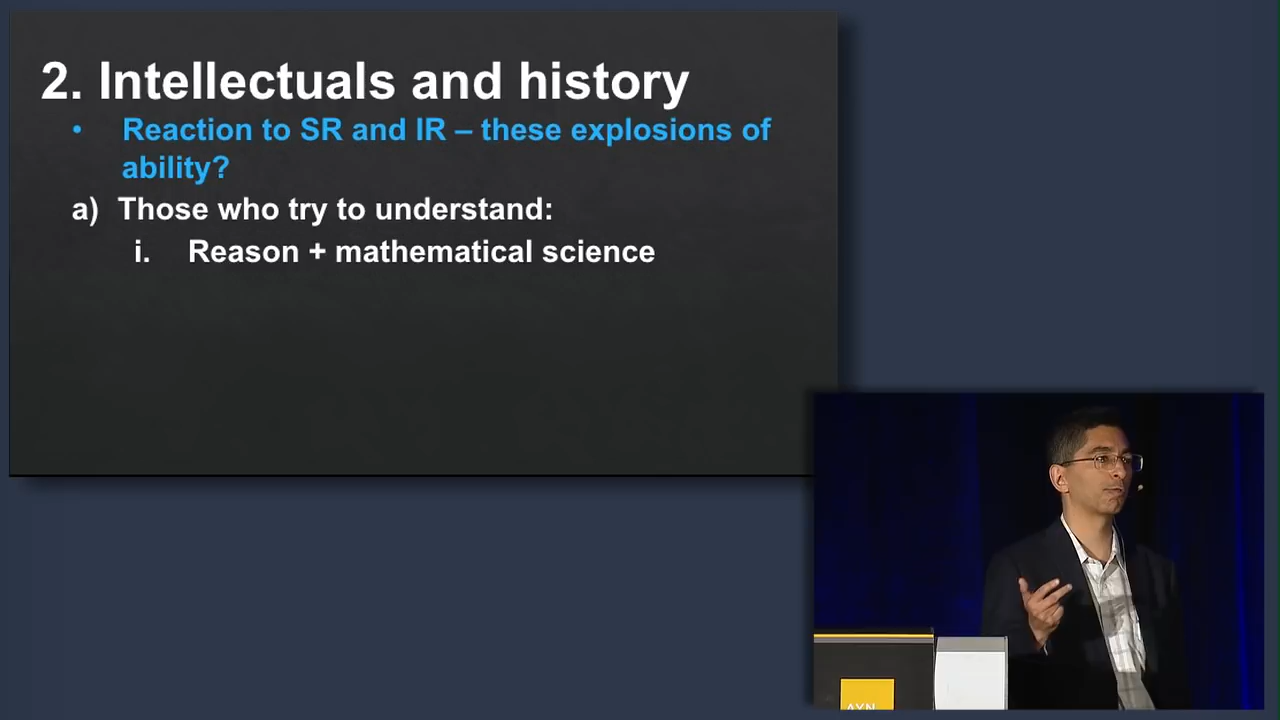 2. Intellectuals and history
• Reaction to SR and IR – these explosions of
ability?
a) Those who try to understand:
i. Reason + mathematical science
AYN